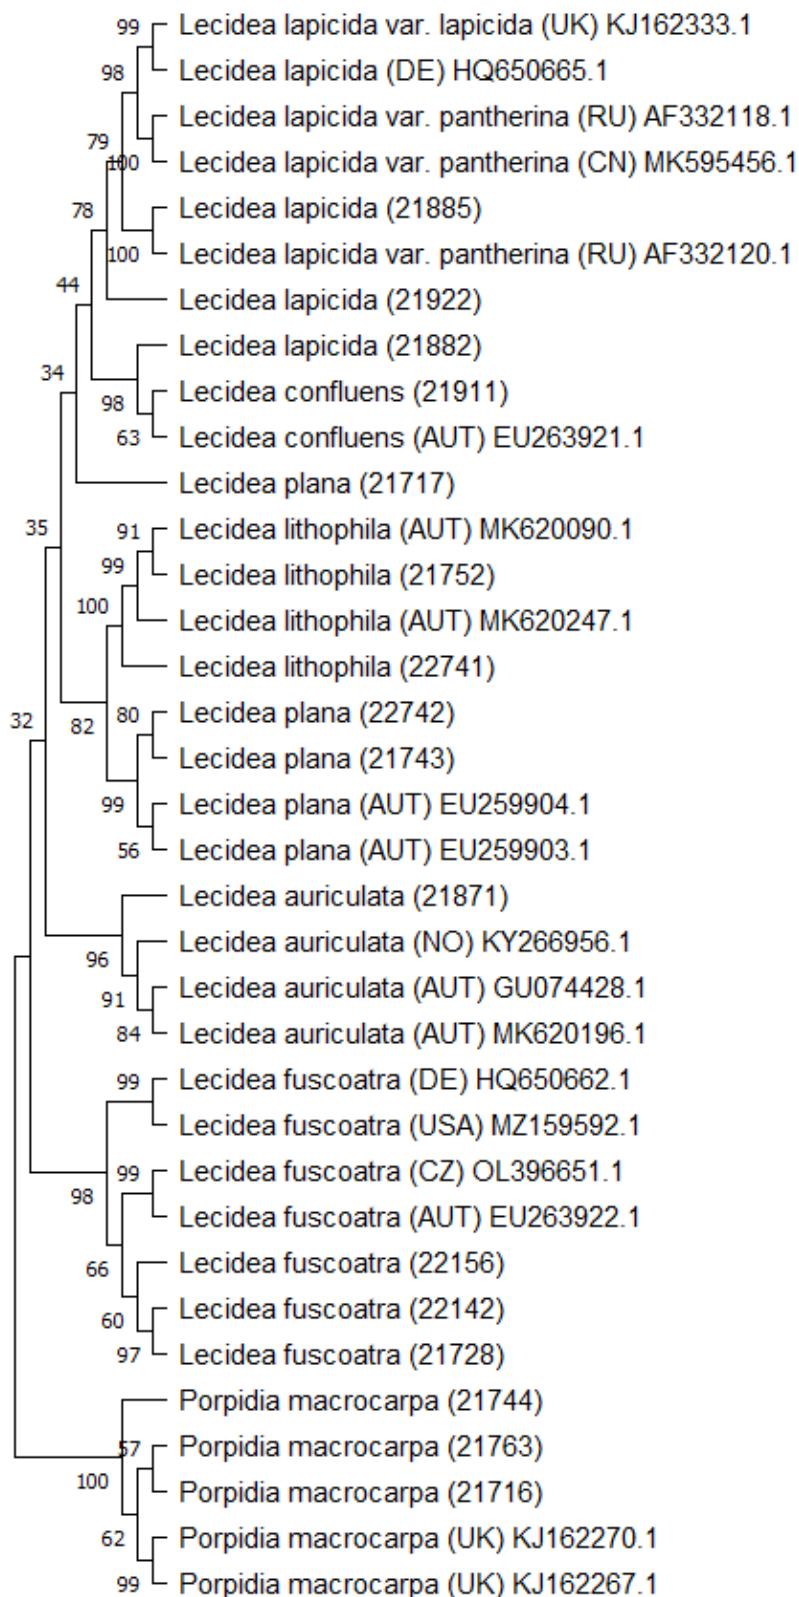 99
Lecidea lapicida var. lapicida (UK) KJ162333.1
98
Lecidea lapicida (DE) HQ650665.1
Lecidea lapicida var. pantherina (RU) AF332118.1
79
100
Lecidea lapicida var. pantherina (CN) MK595456.1
78
Lecidea lapicida (21885)
100
Lecidea lapicida var. pantherina (RU) AF332120.1
44
Lecidea lapicida (21922)
Lecidea lapicida (21882)
34
98
Lecidea confluens (21911)
63
Lecidea confluens (AUT) EU263921.1
Lecidea plana (21717)
35
91
Lecidea lithophila (AUT) MK620090.1
99
Lecidea lithophila (21752)
100
Lecidea lithophila (AUT) MK620247.1
Lecidea lithophila (22741)
32
82
80
Lecidea plana (22742)
Lecidea plana (21743)
99
Lecidea plana (AUT) EU259904.1
56
Lecidea plana (AUT) EU259903.1
Lecidea auriculata (21871)
96
Lecidea auriculata (NO) KY266956.1
91
Lecidea auriculata (AUT) GU074428.1
84
Lecidea auriculata (AUT) MK620196.1
99
Lecidea fuscoatra (DE) HQ650662.1
Lecidea fuscoatra (USA) MZ159592.1
98
99
Lecidea fuscoatra (CZ) OL396651.1
Lecidea fuscoatra (AUT) EU263922.1
66
Lecidea fuscoatra (22156)
60
Lecidea fuscoatra (22142)
97
Lecidea fuscoatra (21728)
Porpidia macrocarpa (21744)
57
Porpidia macrocarpa (21763)
100
Porpidia macrocarpa (21716)
62
Porpidia macrocarpa (UK) KJ162270.1
99
Porpidia macrocarpa (UK) KJ162267.1